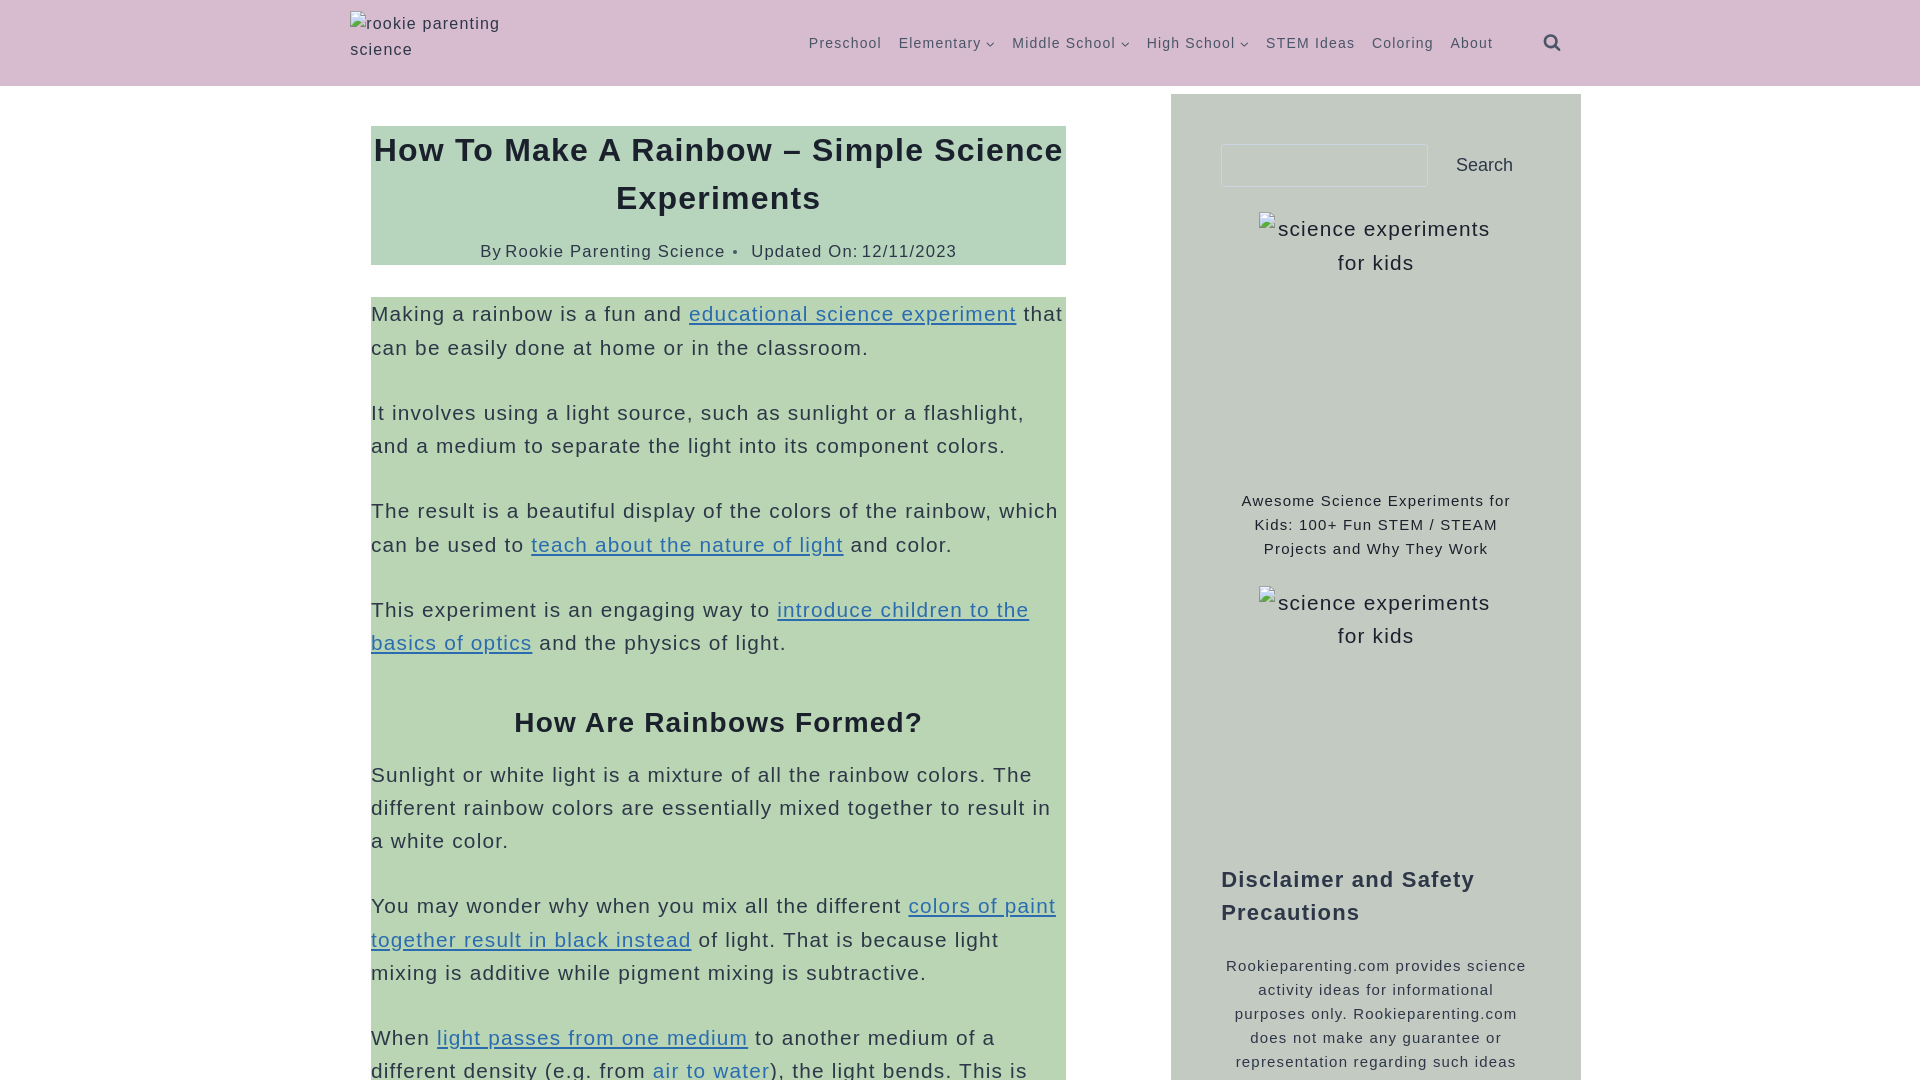 rookie parenting
science
Preschool Elementary Middle School High School STEM Ideas Coloring About
How To Make A Rainbow – Simple Science
Experiments
By Rookie Parenting Science • Updated On: 12/11/2023
Making a rainbow is a fun and educational science experiment that
can be easily done at home or in the classroom.
It involves using a light source, such as sunlight or a flashlight,
and a medium to separate the light into its component colors.
The result is a beautiful display of the colors of the rainbow, which
can be used to teach about the nature of light and color.
This experiment is an engaging way to introduce children to the
basics of optics and the physics of light.
How Are Rainbows Formed?
Sunlight or white light is a mixture of all the rainbow colors. The
different rainbow colors are essentially mixed together to result in
a white color.
You may wonder why when you mix all the different colors of paint
together result in black instead of light. That is because light
mixing is additive while pigment mixing is subtractive.
When light passes from one medium to another medium of a
different density (e.g. from air to water), the light bends. This is
Search
science experiments
for kids
Awesome Science Experiments for
Kids: 100+ Fun STEM / STEAM
Projects and Why They Work
science experiments
for kids
Disclaimer and Safety
Precautions
Rookieparenting.com provides science
activity ideas for informational
purposes only. Rookieparenting.com
does not make any guarantee or
representation regarding such ideas